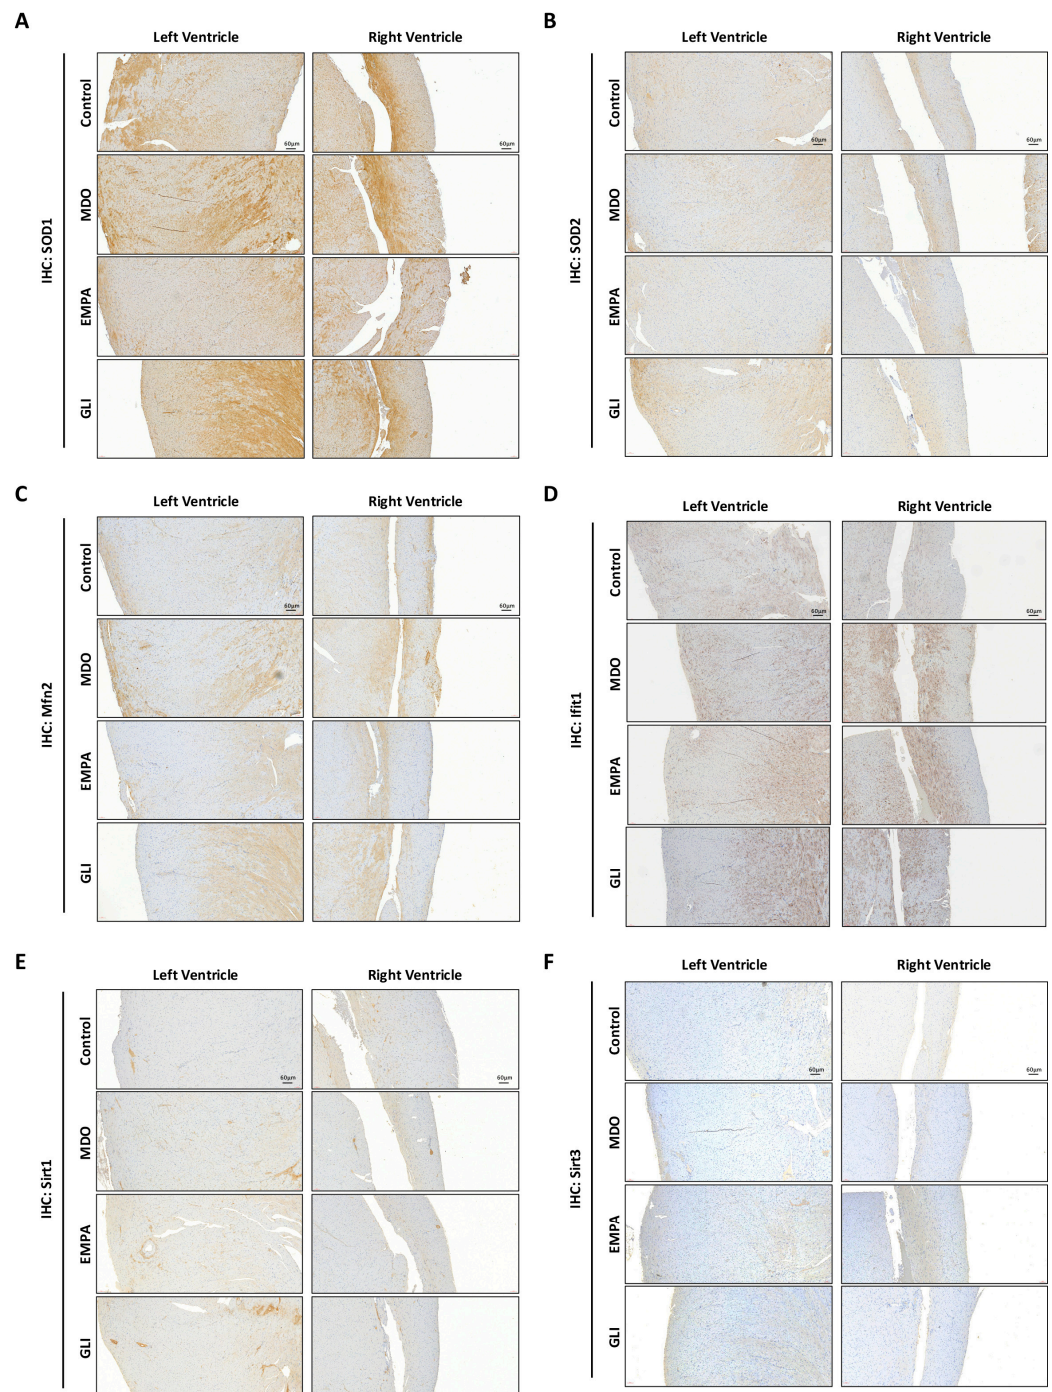 A
Left Ventricle
Right Ventricle
IHC: SOD1
Control
60µm
60µm
MDO
EMPA
GLI
B
Left Ventricle
Right Ventricle
IHC: SOD2
Control
60µm
60µm
MDO
EMPA
GLI
C
Left Ventricle
Right Ventricle
IHC: Mfn2
Control
60µm
60µm
MDO
EMPA
GLI
D
Left Ventricle
Right Ventricle
IHC: Ifit1
Control
60µm
60µm
MDO
EMPA
GLI
E
Left Ventricle
Right Ventricle
IHC: Sirt1
Control
60µm
60µm
MDO
EMPA
GLI
F
Left Ventricle
Right Ventricle
IHC: Sirt3
Control
60µm
60µm
MDO
EMPA
GLI